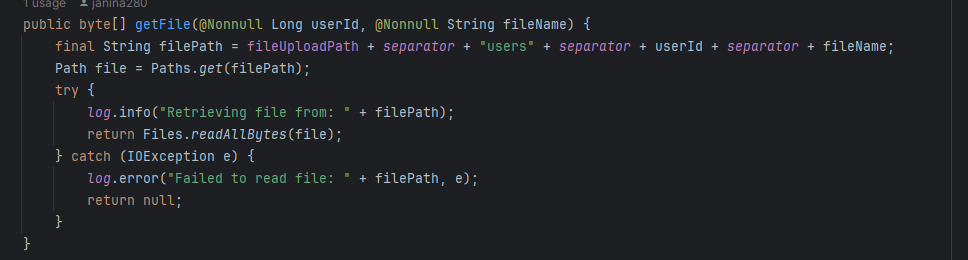 1 usage janina280
public byte[] getFile(@Nonnull Long userId, @Nonnull String fileName) {
    final String filePath = fileUploadPath + separator + "users" + separator + userId + separator + fileName;
    Path file = Paths.get(filePath);
    try {
        log.info("Retrieving file from: " + filePath);
        return Files.readAllBytes(file);
    } catch (IOException e) {
        log.error("Failed to read file: " + filePath, e);
        return null;
    }
}